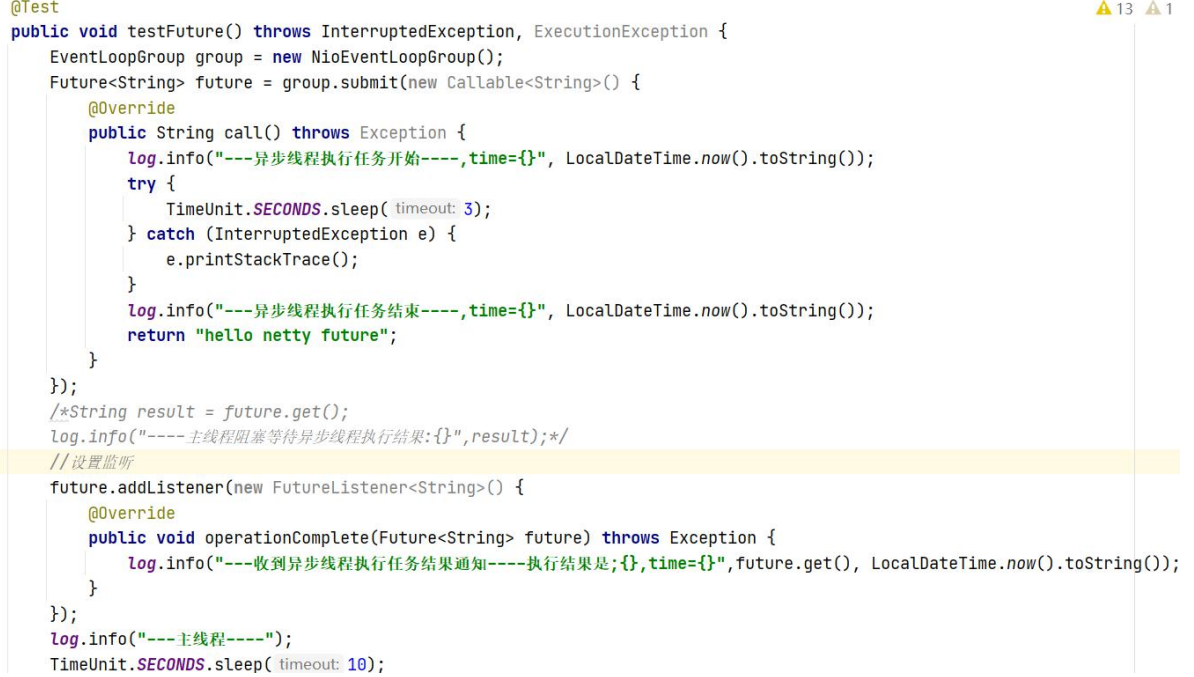 @Test
13 1
public void testFuture() throws InterruptedException, ExecutionException {
EventLoopGroup group = new NioEventLoopGroup();
Future<String> future = group.submit(new Callable<String>() {
@Override
public String call() throws Exception {
log.info("---异步线程执行任务开始----,time={}", LocalDateTime.now().toString());
try {
TimeUnit.SECONDS.sleep( timeout: 3);
} catch (InterruptedException e) {
e.printStackTrace();
}
log.info("---异步线程执行任务结束----,time={}", LocalDateTime.now().toString());
return "hello netty future";
}
});
/*String result = future.get();
log.info("----主线程阻塞等待异步线程执行结果:{}",result);*/
//设置监听
future.addListener(new FutureListener<String>() {
@Override
public void operationComplete(Future<String> future) throws Exception {
log.info("---收到异步线程执行任务结果通知----执行结果是;{},time={}",future.get(), LocalDateTime.now().toString());
}
});
log.info("---主线程----");
TimeUnit.SECONDS.sleep( timeout: 10);